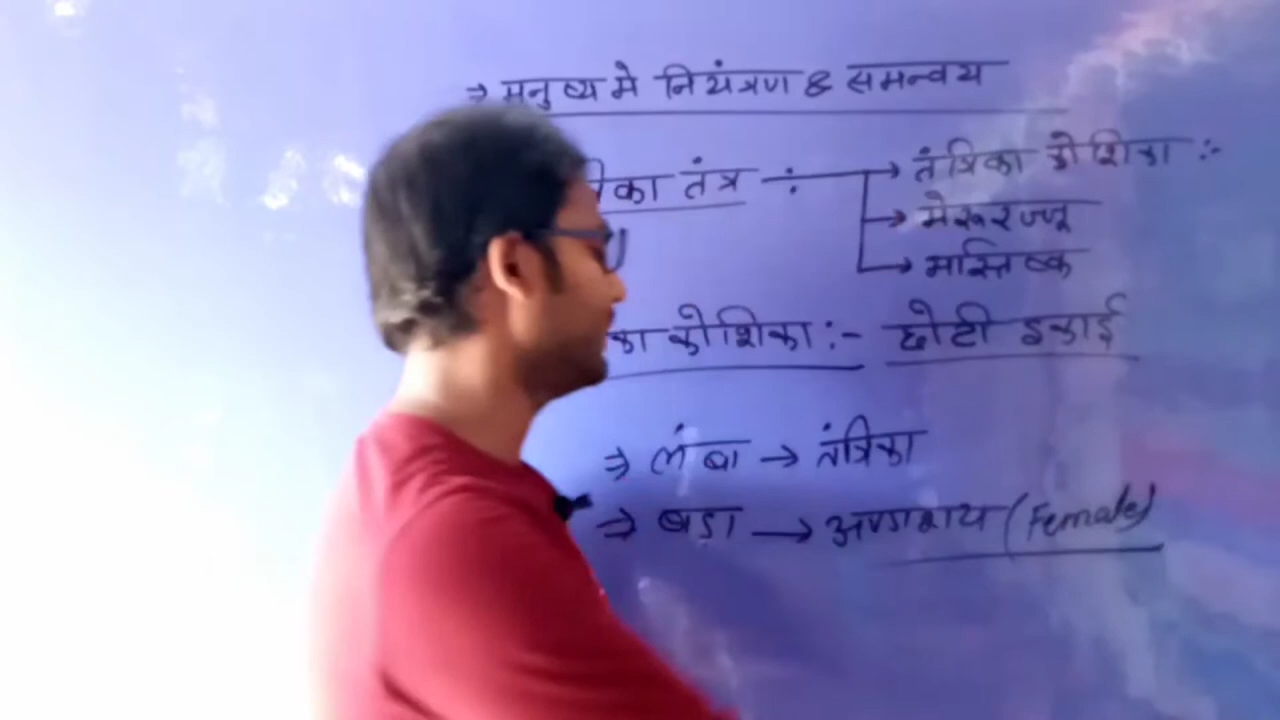 → मनुष्य मे नियंत्रण & समन्वय
िका तंत्र ÷ → तंत्रिका कोशिका :-
→ मेरूरज्जू
→ मस्तिष्क
का कोशिका :- छोटी इकाई
⇒ लंबा → तंत्रिका
⇒ बडा → अण्डाशय (Female)